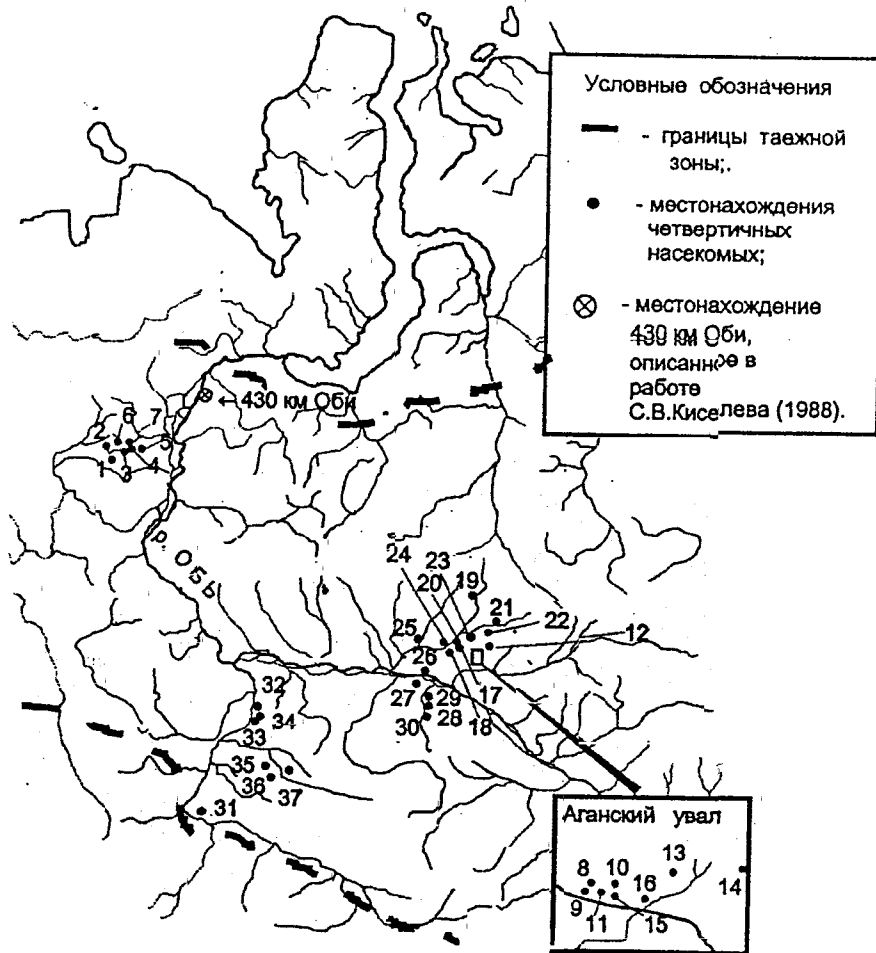 Условные обозначения
- границы таежной
зоны;.
- местонахождения
четвертичных
насекомых;
- местонахождение
430 км Оби,
описанное в
работе
С.В.Киселева (1988).
← 430 км Оби
2 6 7 5
1 3 4
р. ОБЬ
24 23
20 19
21
25 22 12
26
27 29 17
28 18
30
32
34
33
35
36 37
31
Аганский увал
8 10 13
16 14
9 11 15